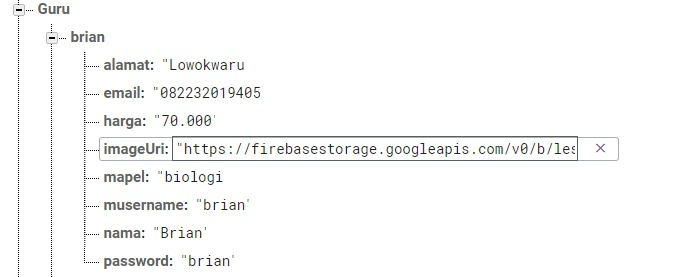 Guru
brian
alamat: "Lowokwaru
email: "082232019405
harga: "70.000'
imageUri: "https://firebasestorage.googleapis.com/v0/b/les
mapel: "biologi
musername: "brian'
nama: "Brian'
password: "brian'